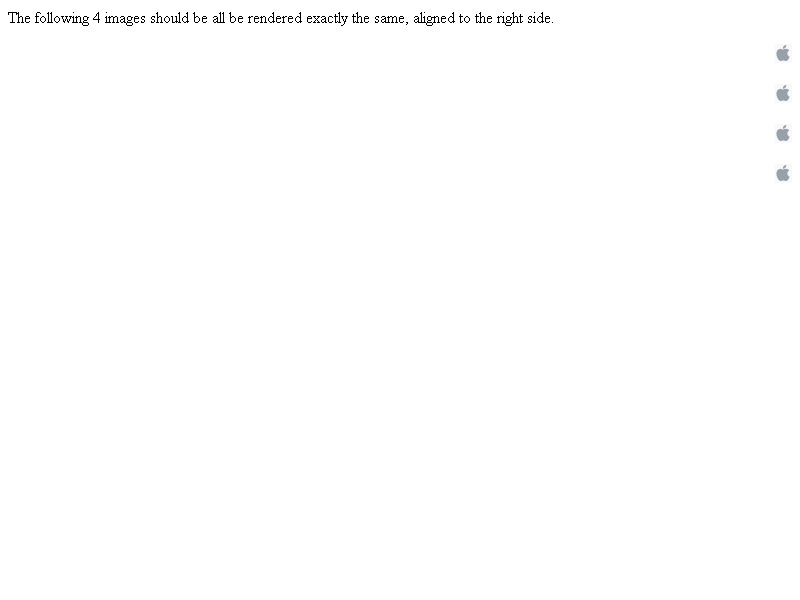 The following 4 images should be all be rendered exactly the same, aligned to the right side.